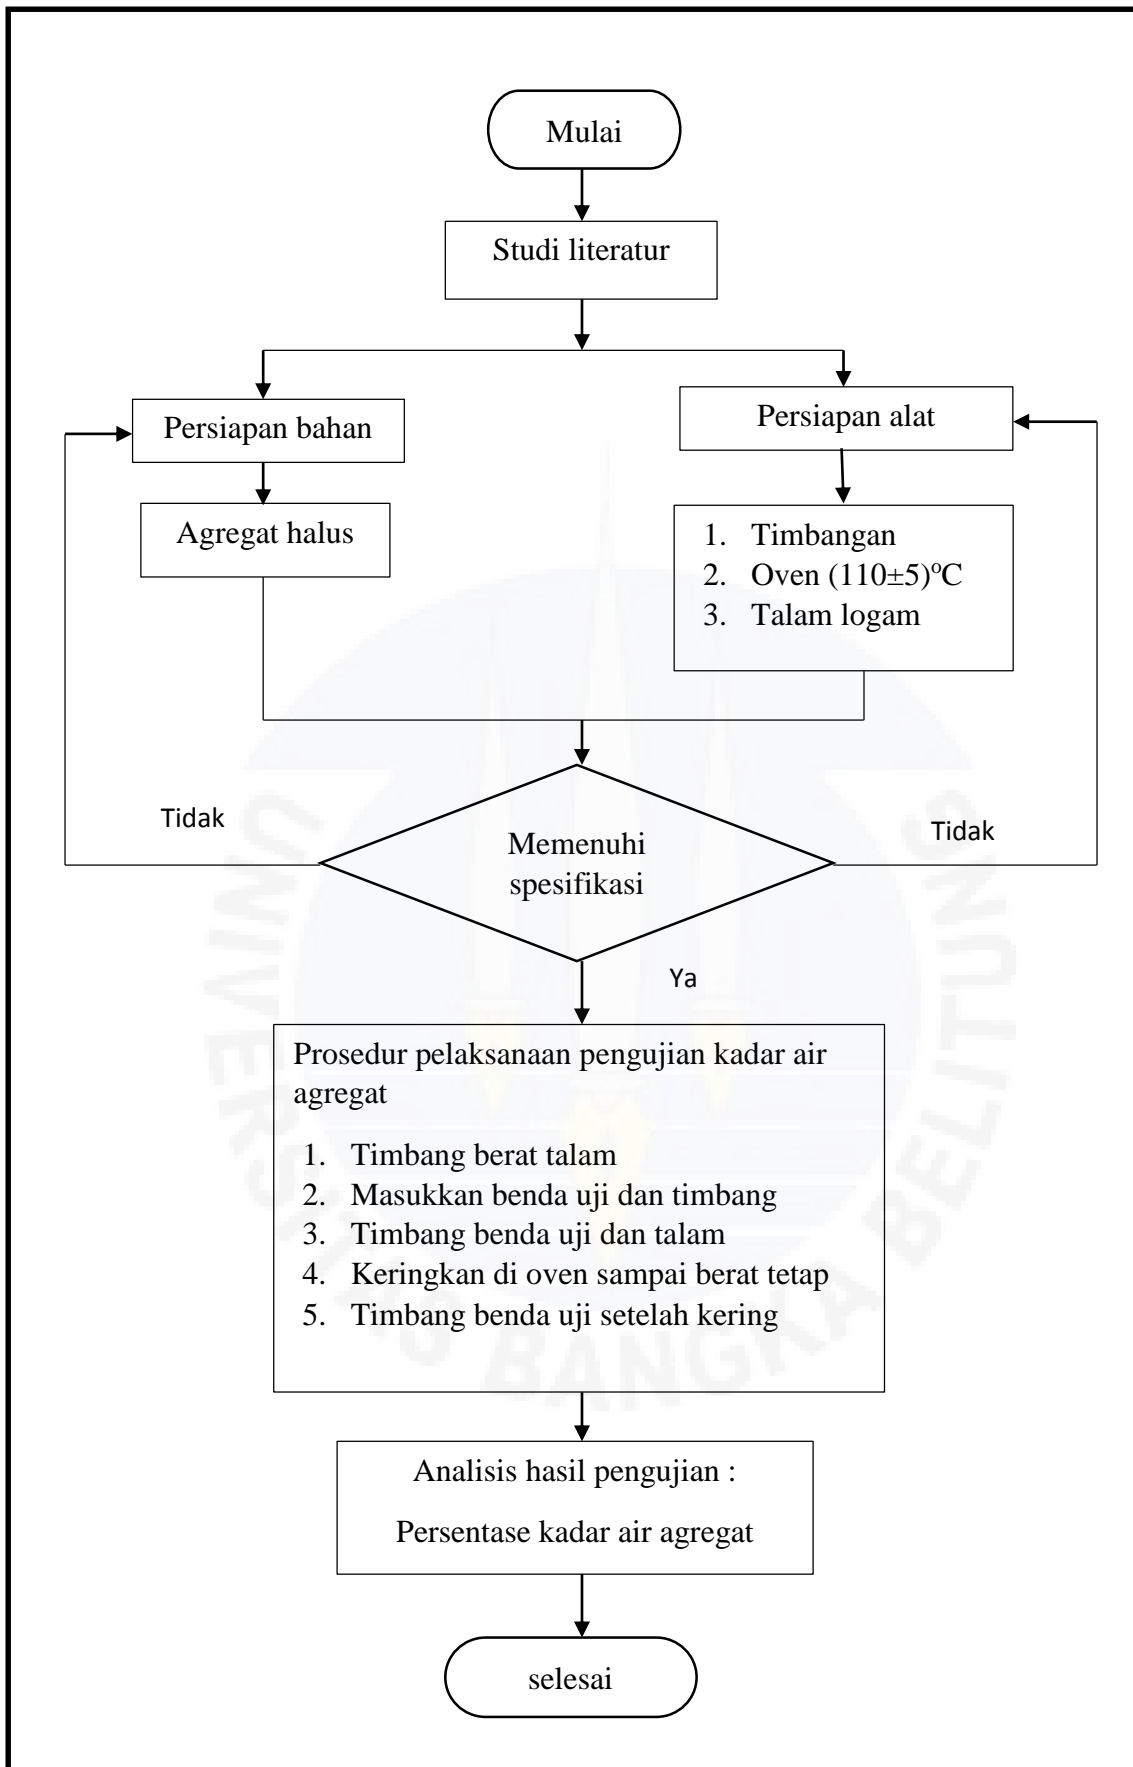 Mulai
Studi literatur
Persiapan bahan
Persiapan alat
Agregat halus
1. Timbangan
2. Oven (110±5)ºC
3. Talam logam
Tidak
Memenuhi
spesifikasi
Tidak
Ya
Prosedur pelaksanaan pengujian kadar air
agregat
1. Timbang berat talam
2. Masukkan benda uji dan timbang
3. Timbang benda uji dan talam
4. Keringkan di oven sampai berat tetap
5. Timbang benda uji setelah kering
Analisis hasil pengujian :
Persentase kadar air agregat
selesai
UNIVERSITAS BANGKA BELITUNG